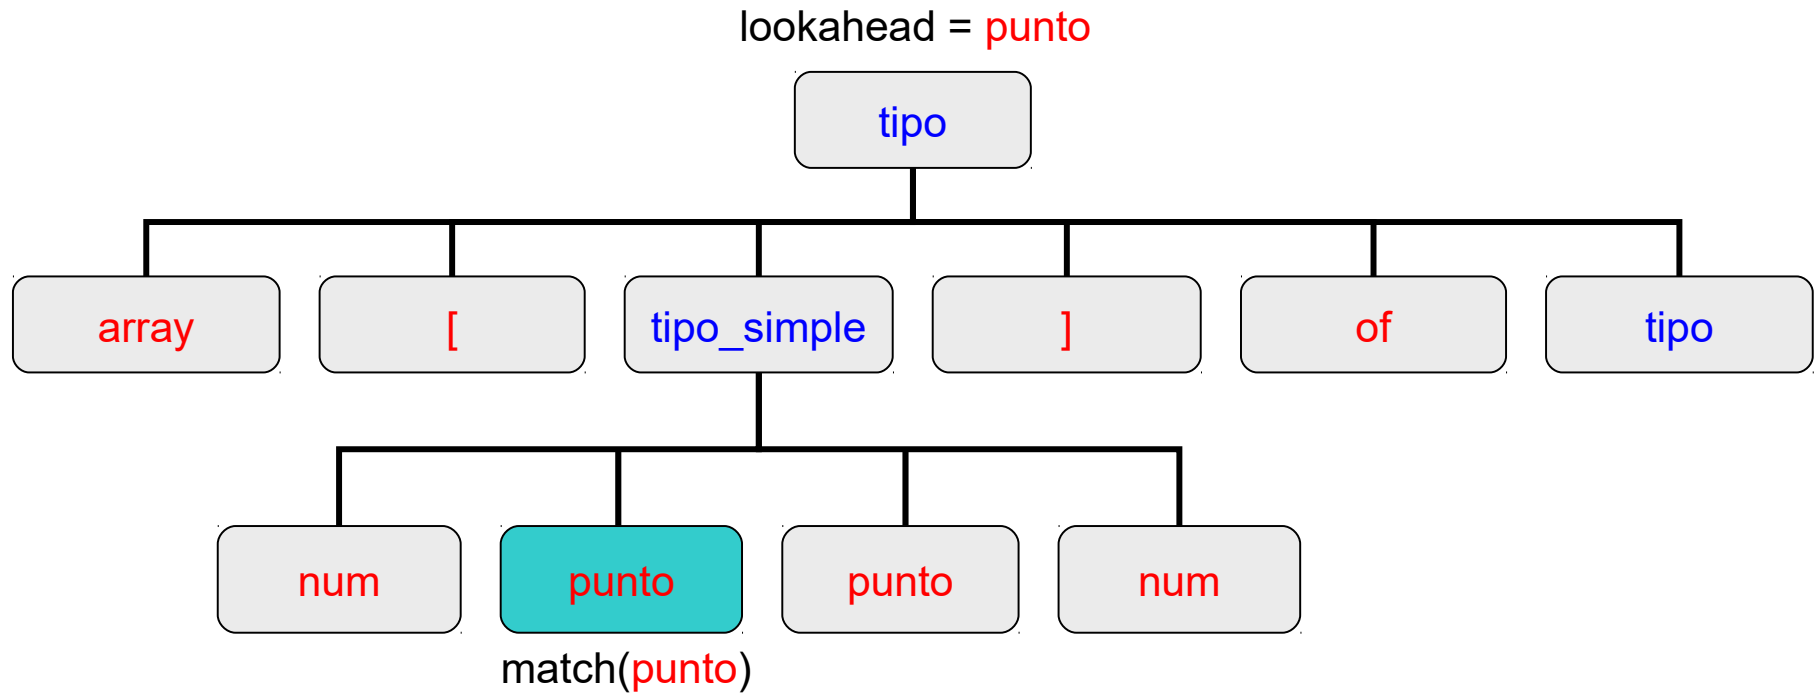 lookahead = punto
tipo
array [ tipo_simple ] of tipo
num punto punto num
match(punto)